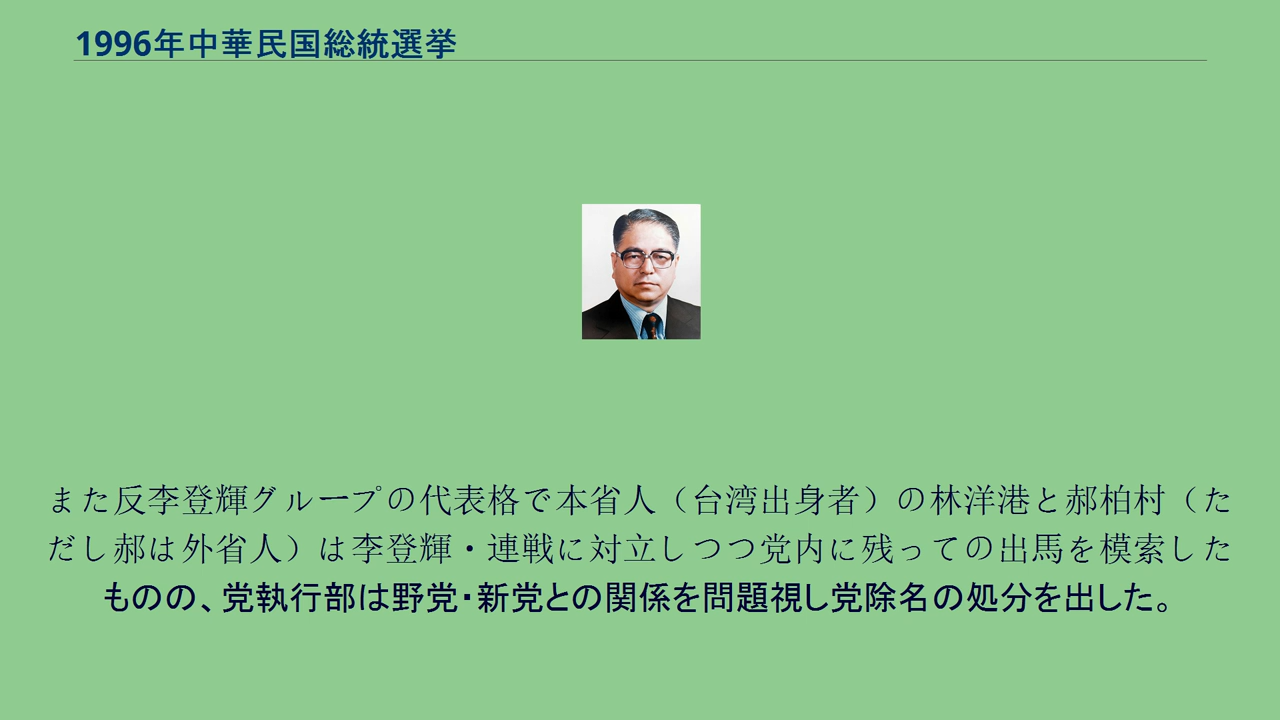 1996年中華民国総統選挙
また反李登輝グループの代表格で本省人（台湾出身者）の林洋港と郝柏村（た
だし郝は外省人）は李登輝・連戦に対立しつつ党内に残っての出馬を模索した
ものの、党執行部は野党・新党との関係を問題視し党除名の処分を出した。